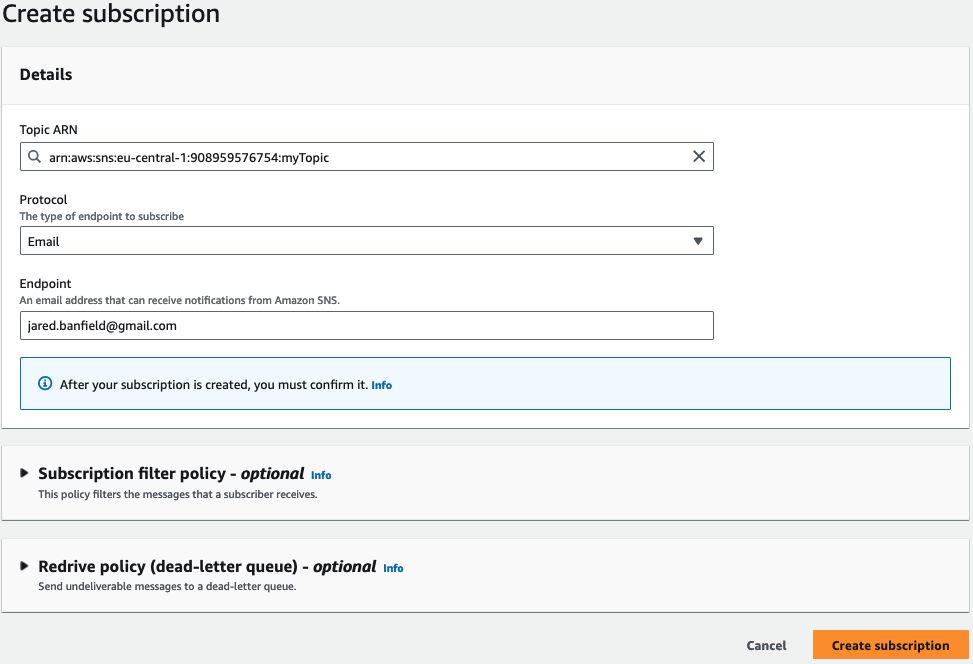 Create subscription
Details
Topic ARN
arn:aws:sns:eu-central-1:908959576754:myTopic
Protocol
The type of endpoint to subscribe
Email
Endpoint
An email address that can receive notifications from Amazon SNS.
jared.banfield@gmail.com
After your subscription is created, you must confirm it. Info
Subscription filter policy - optional Info
This policy filters the messages that a subscriber receives.
Redrive policy (dead-letter queue) - optional Info
Send undeliverable messages to a dead-letter queue.
Cancel Create subscription